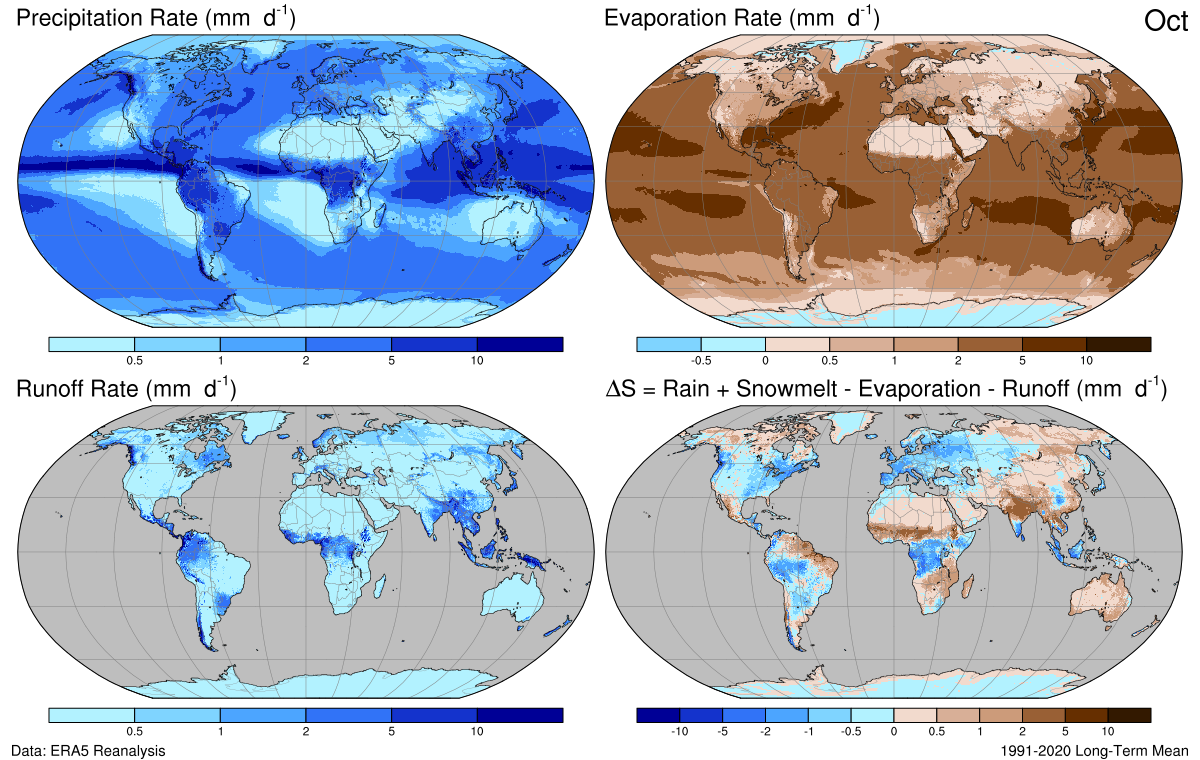 Precipitation Rate (mm d⁻¹)
Evaporation Rate (mm d⁻¹)
Oct
0.5 1 2 5 10
-0.5 0 0.5 1 2 5 10
Runoff Rate (mm d⁻¹)
ΔS = Rain + Snowmelt - Evaporation - Runoff (mm d⁻¹)
0.5 1 2 5 10
-10 -5 -2 -1 -0.5 0 0.5 1 2 5 10
Data: ERA5 Reanalysis
1991-2020 Long-Term Mean